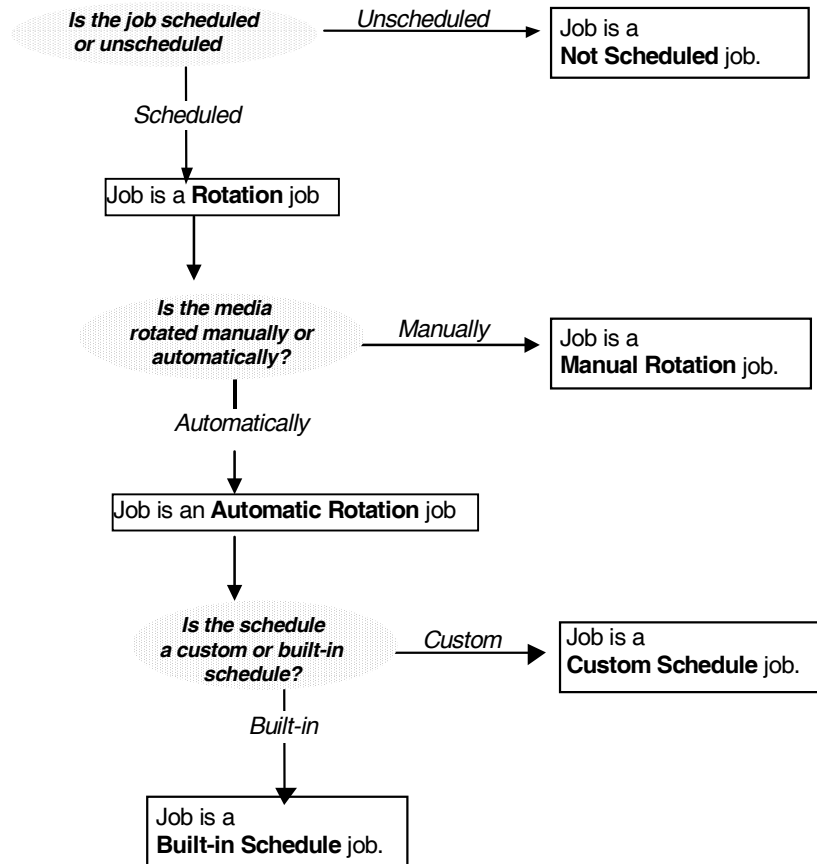 Is the job scheduled
or unscheduled
Unscheduled
Job is a
Not Scheduled job.
Scheduled
Job is a Rotation job
Is the media
rotated manually or
automatically?
Manually
Job is a
Manual Rotation job.
Automatically
Job is an Automatic Rotation job
Is the schedule
a custom or built-in
schedule?
Custom
Job is a
Custom Schedule job.
Built-in
Job is a
Built-in Schedule job.